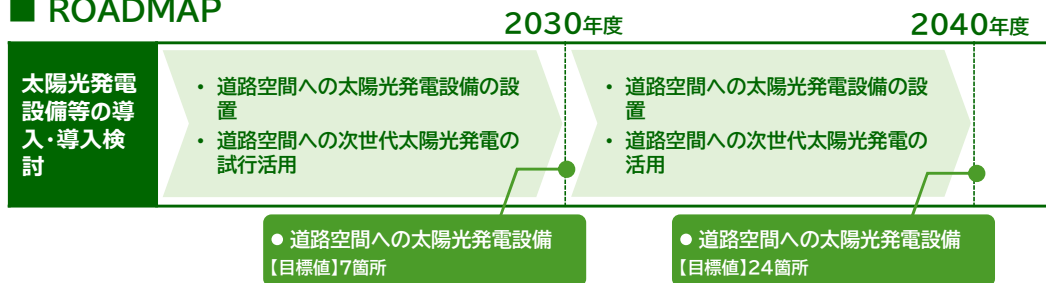 ■ ROADMAP
2030年度
2040年度
太陽光発電
設備等の導
入・導入検
討
• 道路空間への太陽光発電設備の設
置
• 道路空間への次世代太陽光発電の
試行活用
• 道路空間への太陽光発電設備の設
置
• 道路空間への次世代太陽光発電の
活用
● 道路空間への太陽光発電設備
【目標値】7箇所
● 道路空間への太陽光発電設備
【目標値】24箇所